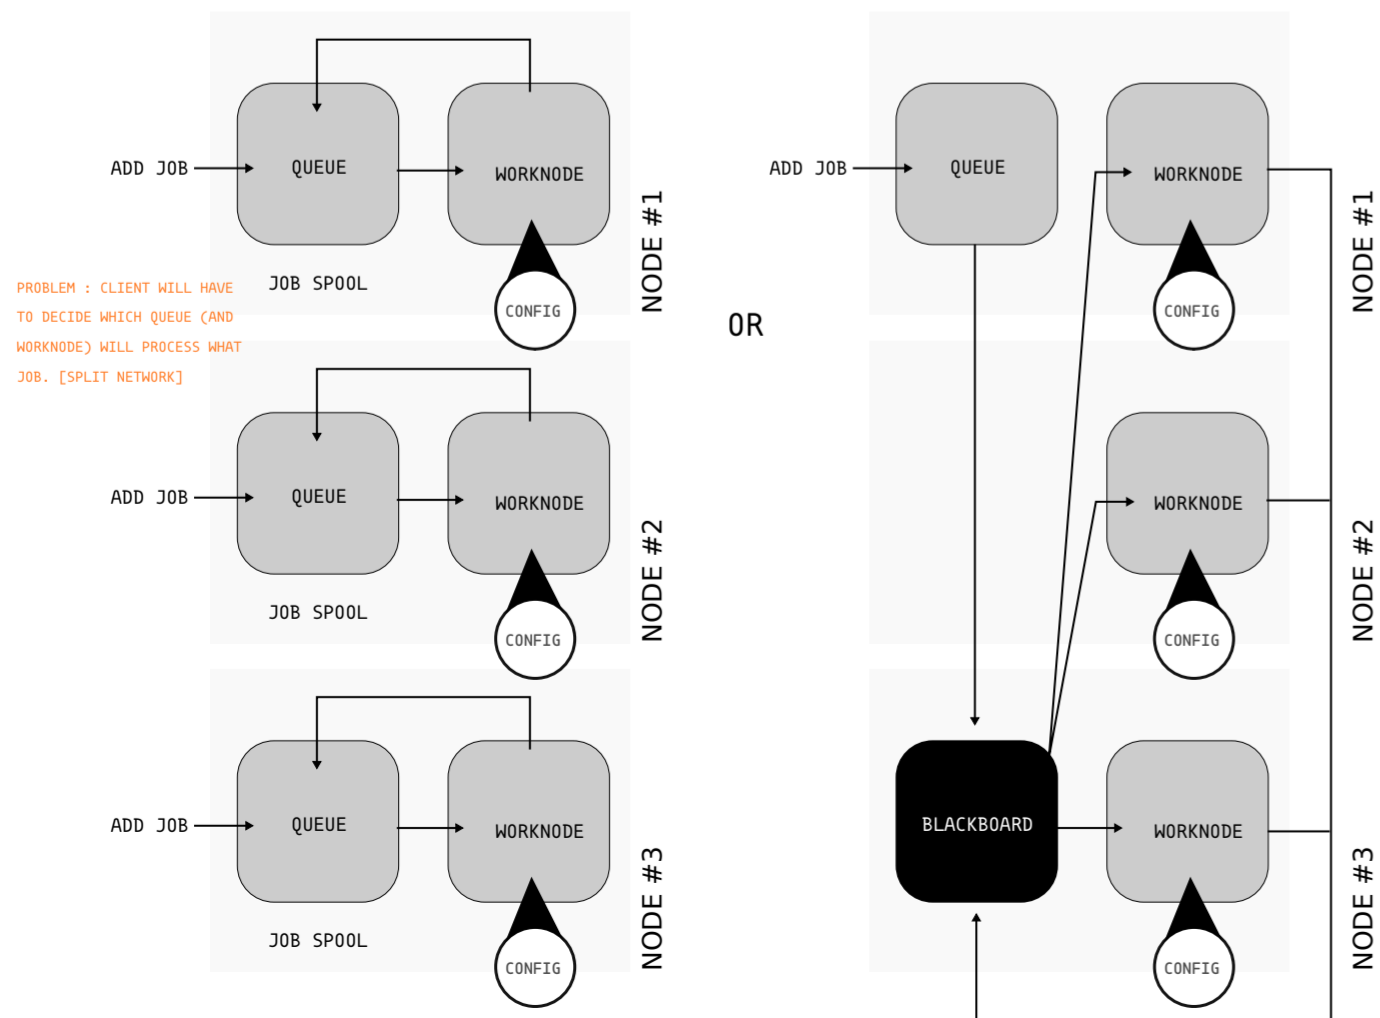 ADD JOB
QUEUE
WORKNODE
NODE #1
JOB SPOOL
CONFIG
PROBLEM : CLIENT WILL HAVE
TO DECIDE WHICH QUEUE (AND
WORKNODE) WILL PROCESS WHAT
JOB. [SPLIT NETWORK]
ADD JOB
QUEUE
WORKNODE
NODE #2
JOB SPOOL
CONFIG
ADD JOB
QUEUE
WORKNODE
NODE #3
JOB SPOOL
CONFIG
OR
ADD JOB
QUEUE
WORKNODE
NODE #1
CONFIG
WORKNODE
NODE #2
CONFIG
BLACKBOARD
WORKNODE
NODE #3
CONFIG